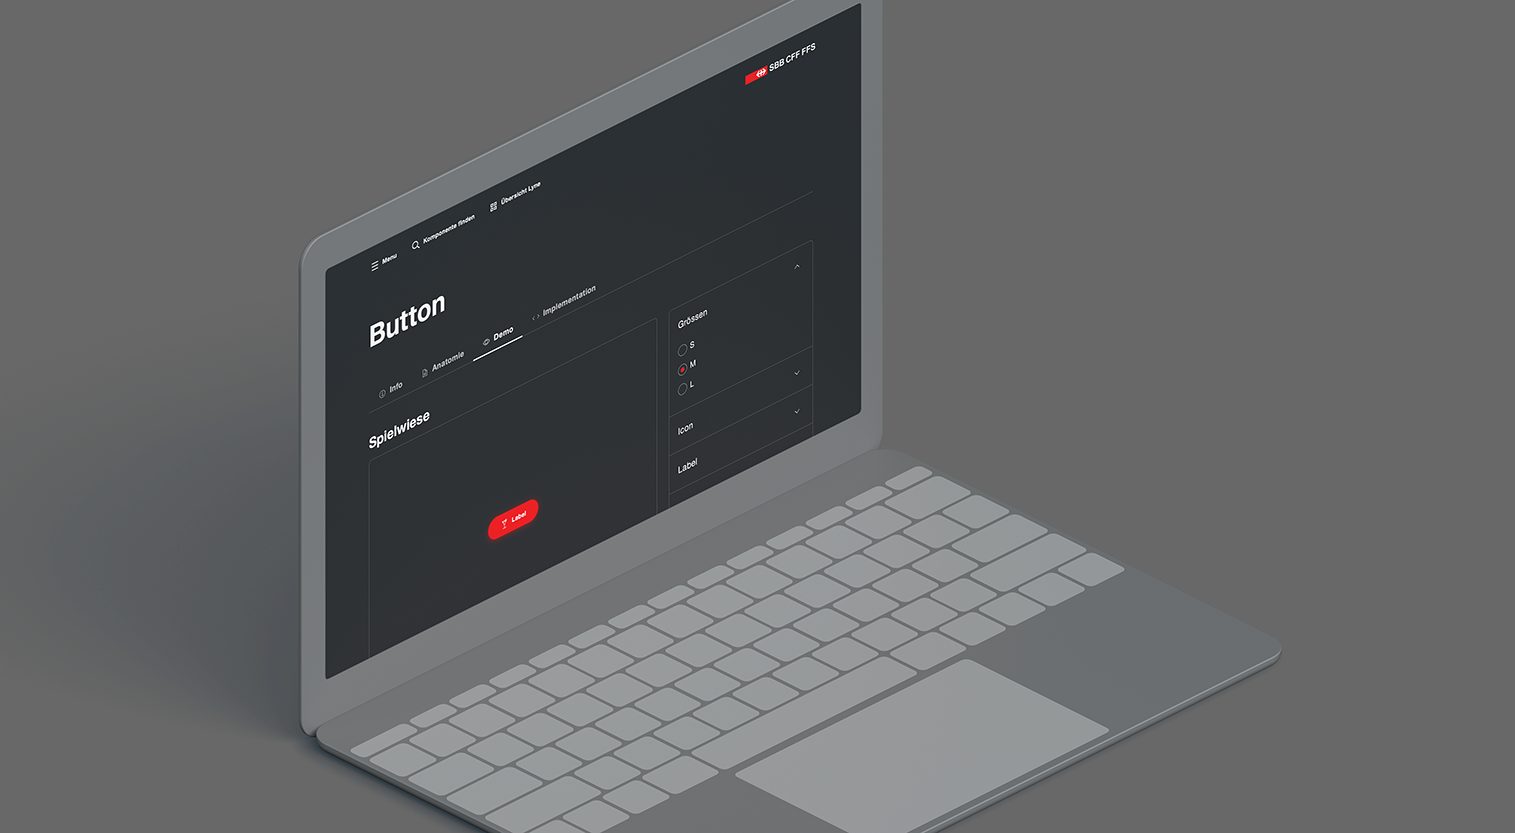 SBB CFF FFS
Menu
Komponente finden
Übersicht Lyne
Button
Info
Anatomie
Demo
Implementation
Spielwiese
Label
Grössen
S
M
L
Icon
Label